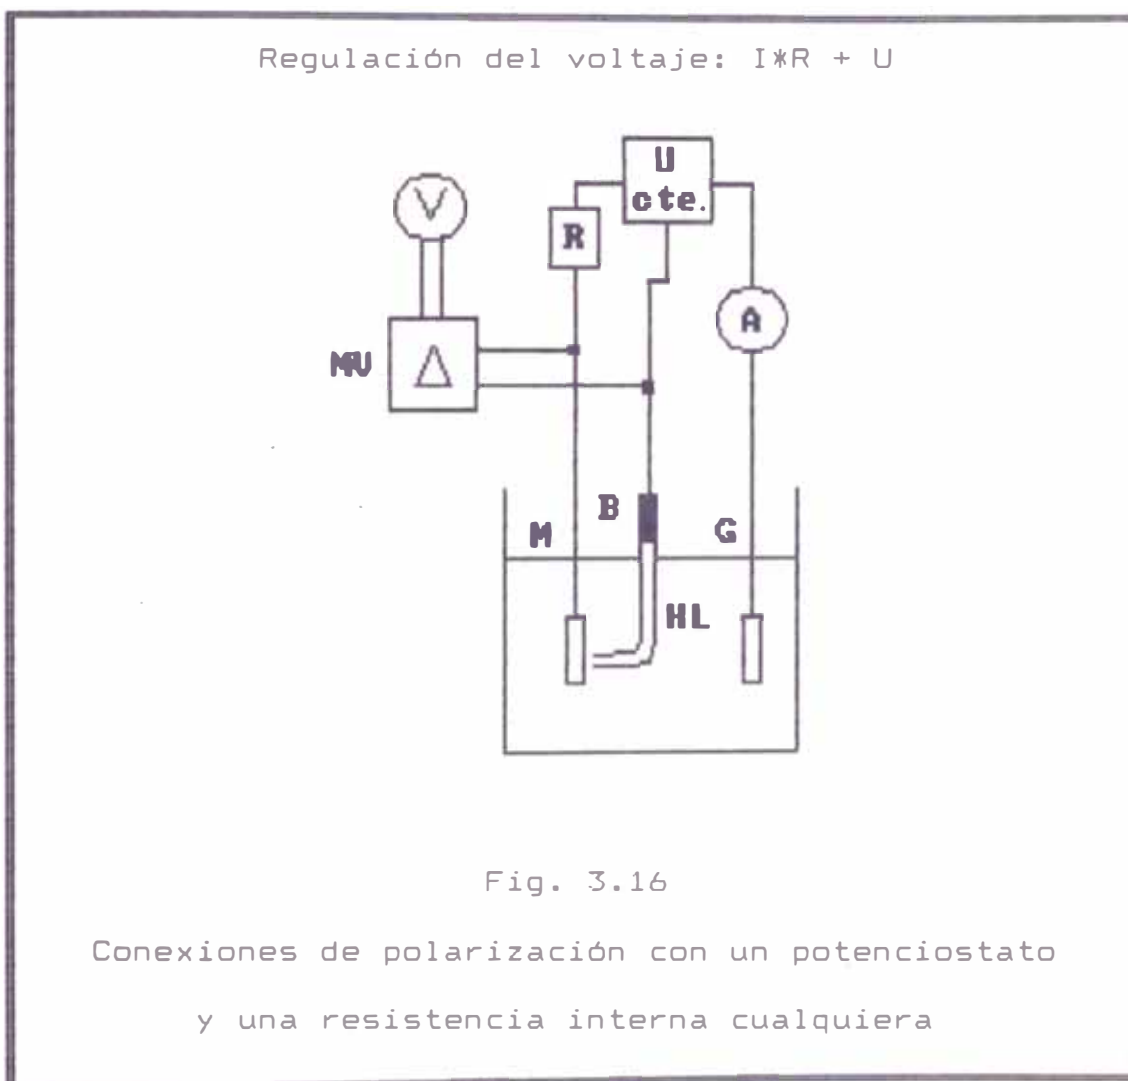 Regulación del voltaje: I*R + U
U
cte.
V
R
A
MV
Δ
B
M
G
HL
Fig. 3.16
Conexiones de polarización con un potenciostato
y una resistencia interna cualquiera